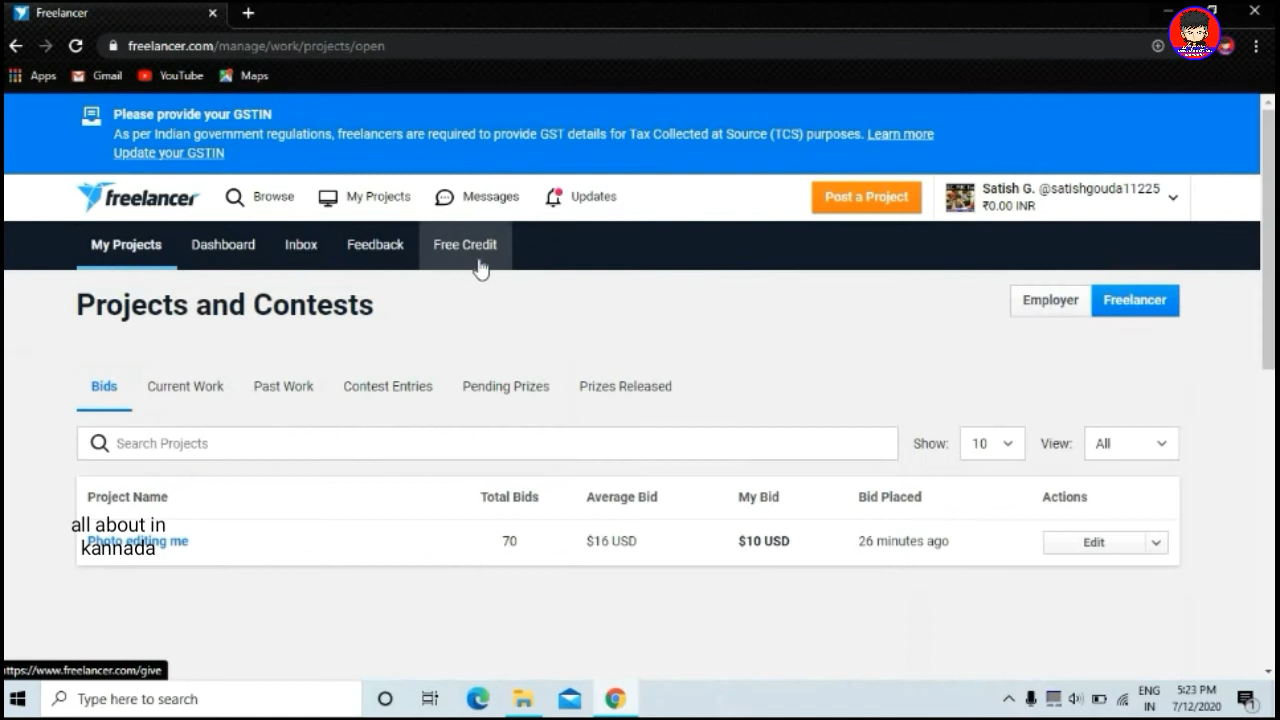 Freelancer
freelancer.com/manage/work/projects/open
Apps Gmail YouTube Maps
Please provide your GSTIN
As per Indian government regulations, freelancers are required to provide GST details for Tax Collected at Source (TCS) purposes. Learn more
Update your GSTIN
freelancer Browse My Projects Messages Updates Post a Project Satish G. @satishgouda11225
₹0.00 INR
My Projects Dashboard Inbox Feedback Free Credit
Projects and Contests Employer Freelancer
Bids Current Work Past Work Contest Entries Pending Prizes Prizes Released
Search Projects Show: 10 View: All
Project Name Total Bids Average Bid My Bid Bid Placed Actions
all about in
kannada
Photo editing me 70 $16 USD $10 USD 26 minutes ago Edit
https://www.freelancer.com/give
Type here to search ENG 5:23 PM
IN 7/12/2020 1